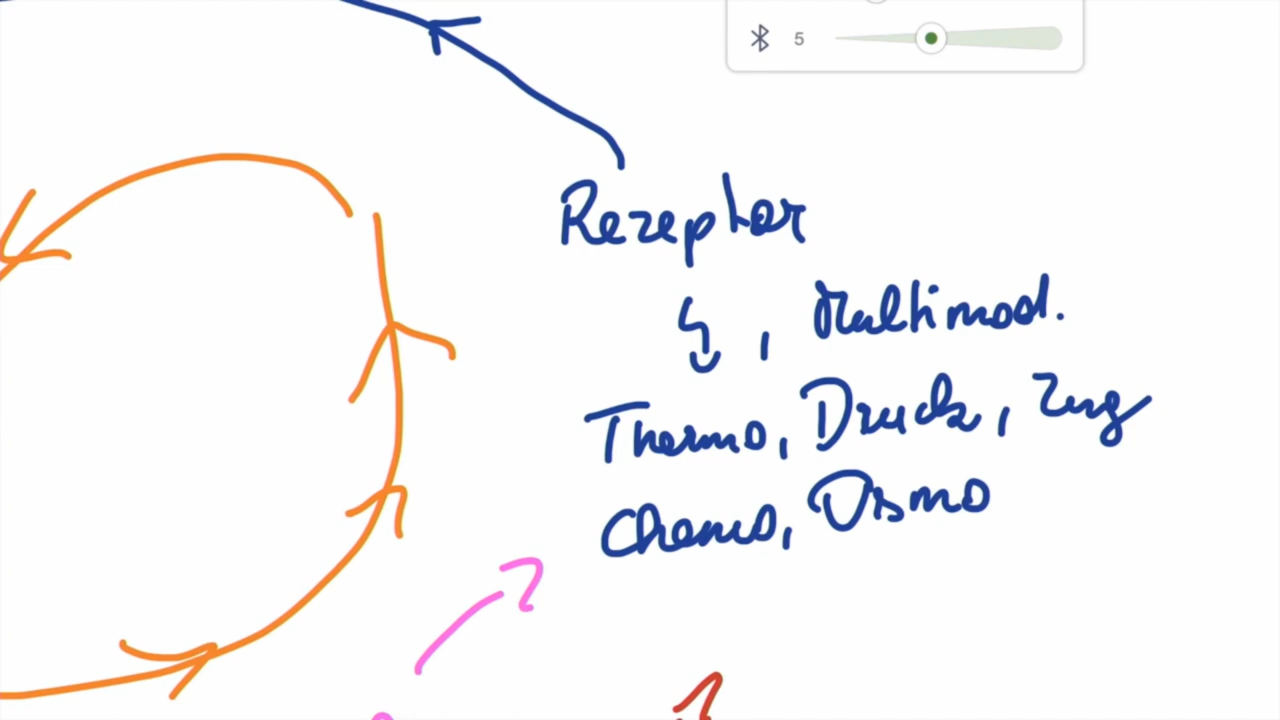 5
Rezeptor
, Multimod.
Thermo, Druck, Zug
Chemo, Osmo